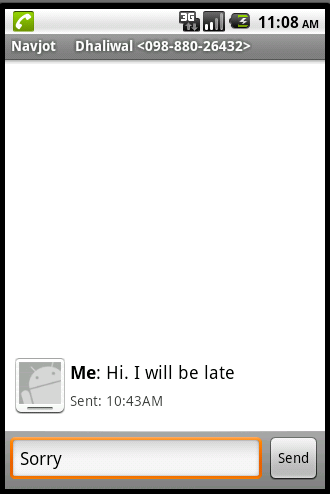 3G 11:08 AM
Navjot Dhaliwal <098-880-26432>
Me: Hi. I will be late
Sent: 10:43AM
Sorry Send